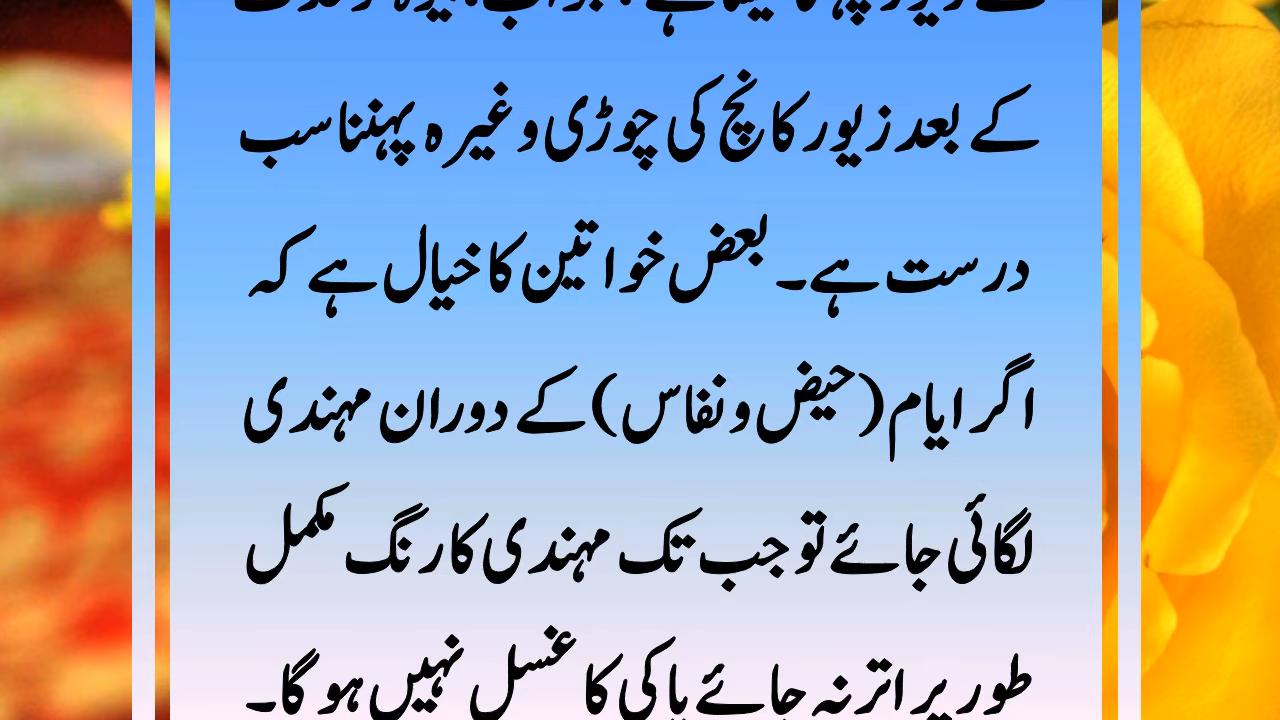 کے بعد زیور کانچ کی چوڑی وغیرہ پہننا سب
درست ہے۔ بعض خواتین کا خیال ہے کہ
اگر ایام (حیض و نفاس) کے دوران مہندی
لگائی جائے تو جب تک مہندی کا رنگ مکمل
طور پر اتر نہ جائے پاکی کا غسل نہیں ہو گا۔